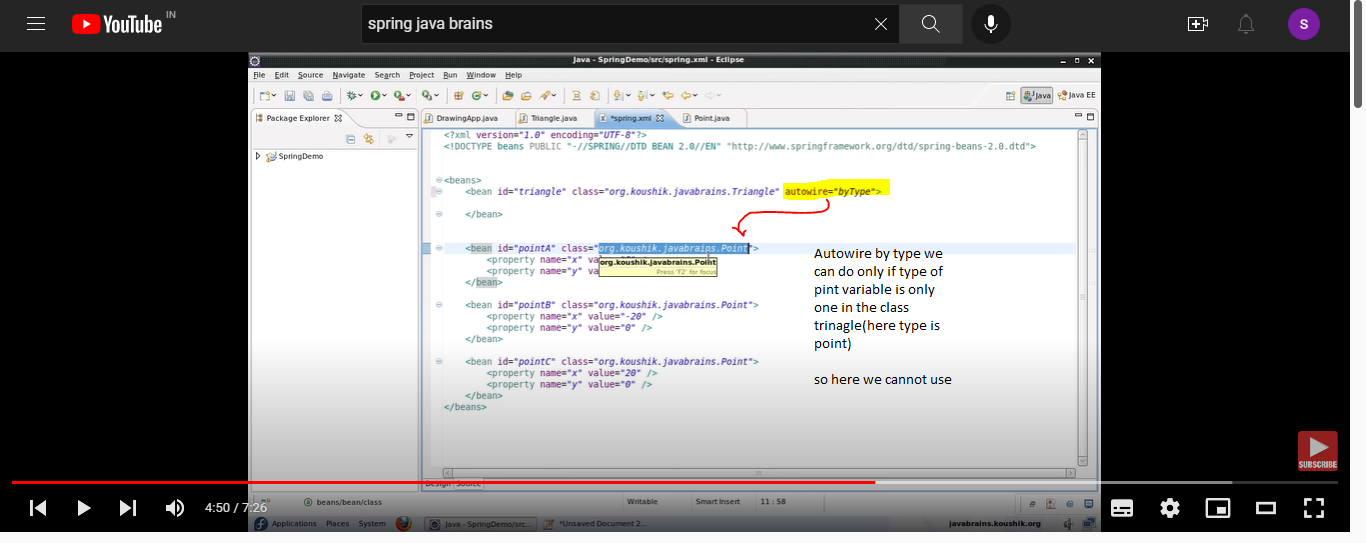 YouTube IN
spring java brains
S
Java - SpringDemo/src/spring.xml - Eclipse
File Edit Source Navigate Search Project Run Window Help
Java Java EE
Package Explorer
DrawingApp.java Triangle.java *spring.xml Point.java
SpringDemo
<?xml version="1.0" encoding="UTF-8"?>
<!DOCTYPE beans PUBLIC "-//SPRING//DTD BEAN 2.0//EN" "http://www.springframework.org/dtd/spring-beans-2.0.dtd">
<beans>
<bean id="triangle" class="org.koushik.javabrains.Triangle" autowire="byType">
</bean>
<bean id="pointA" class="org.koushik.javabrains.Point">
<property name="x" va
org.koushik.javabrains.Point
<property name="y" va
Press 'F2' for focus
</bean>
<bean id="pointB" class="org.koushik.javabrains.Point">
<property name="x" value="-20" />
<property name="y" value="0" />
</bean>
<bean id="pointC" class="org.koushik.javabrains.Point">
<property name="x" value="20" />
<property name="y" value="0" />
</bean>
</beans>
Autowire by type we
can do only if type of
pint variable is only
one in the class
trinagle(here type is
point)
so here we cannot use
SUBSCRIBE
Design Source
beans/bean/class Writable Smart Insert 11 : 58
4:50 / 7:26
Applications Places System Java - SpringDemo/src... *Unsaved Document 2... javabrains.koushik.org